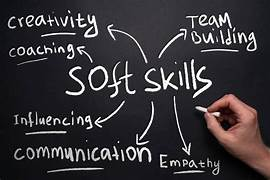 Creativity
Team
Building
coaching
Soft Skills
Influencing
Communication
Empathy